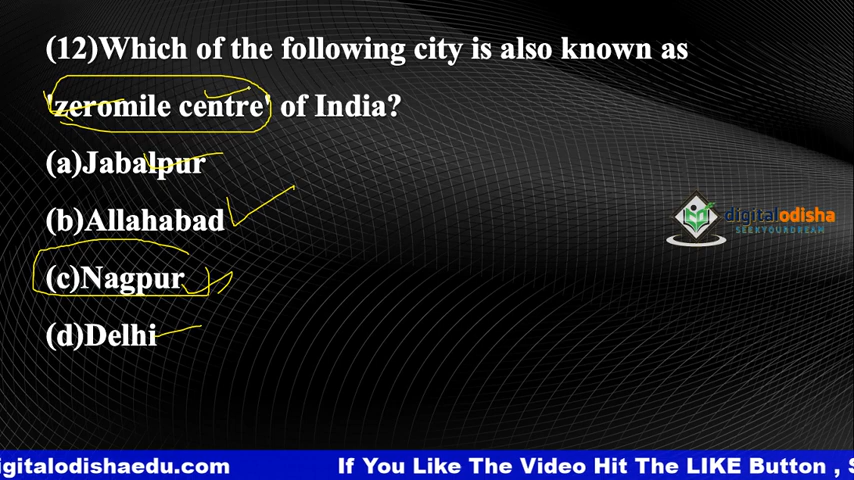 (12)Which of the following city is also known as
'zeromile centre' of India?
(a)Jabalpur
(b)Allahabad
(c)Nagpur
(d)Delhi
digitalodisha
SEEKYOURDREAM
igitalodishaedu.com If You Like The Video Hit The LIKE Button , S